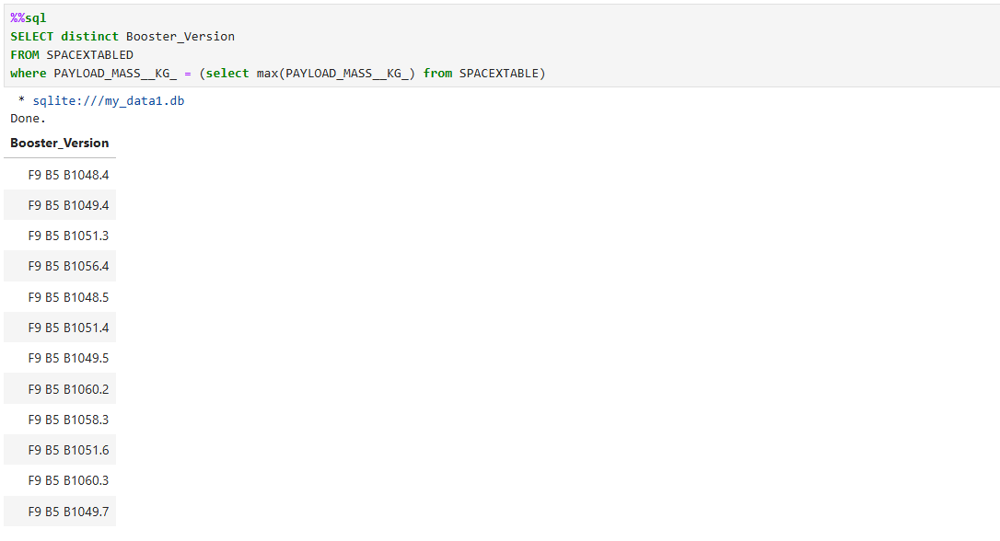 %%sql
SELECT distinct Booster_Version
FROM SPACEXTABLED
where PAYLOAD_MASS__KG_ = (select max(PAYLOAD_MASS__KG_) from SPACEXTABLE)
* sqlite:///my_data1.db
Done.
Booster_Version
F9 B5 B1048.4
F9 B5 B1049.4
F9 B5 B1051.3
F9 B5 B1056.4
F9 B5 B1048.5
F9 B5 B1051.4
F9 B5 B1049.5
F9 B5 B1060.2
F9 B5 B1058.3
F9 B5 B1051.6
F9 B5 B1060.3
F9 B5 B1049.7